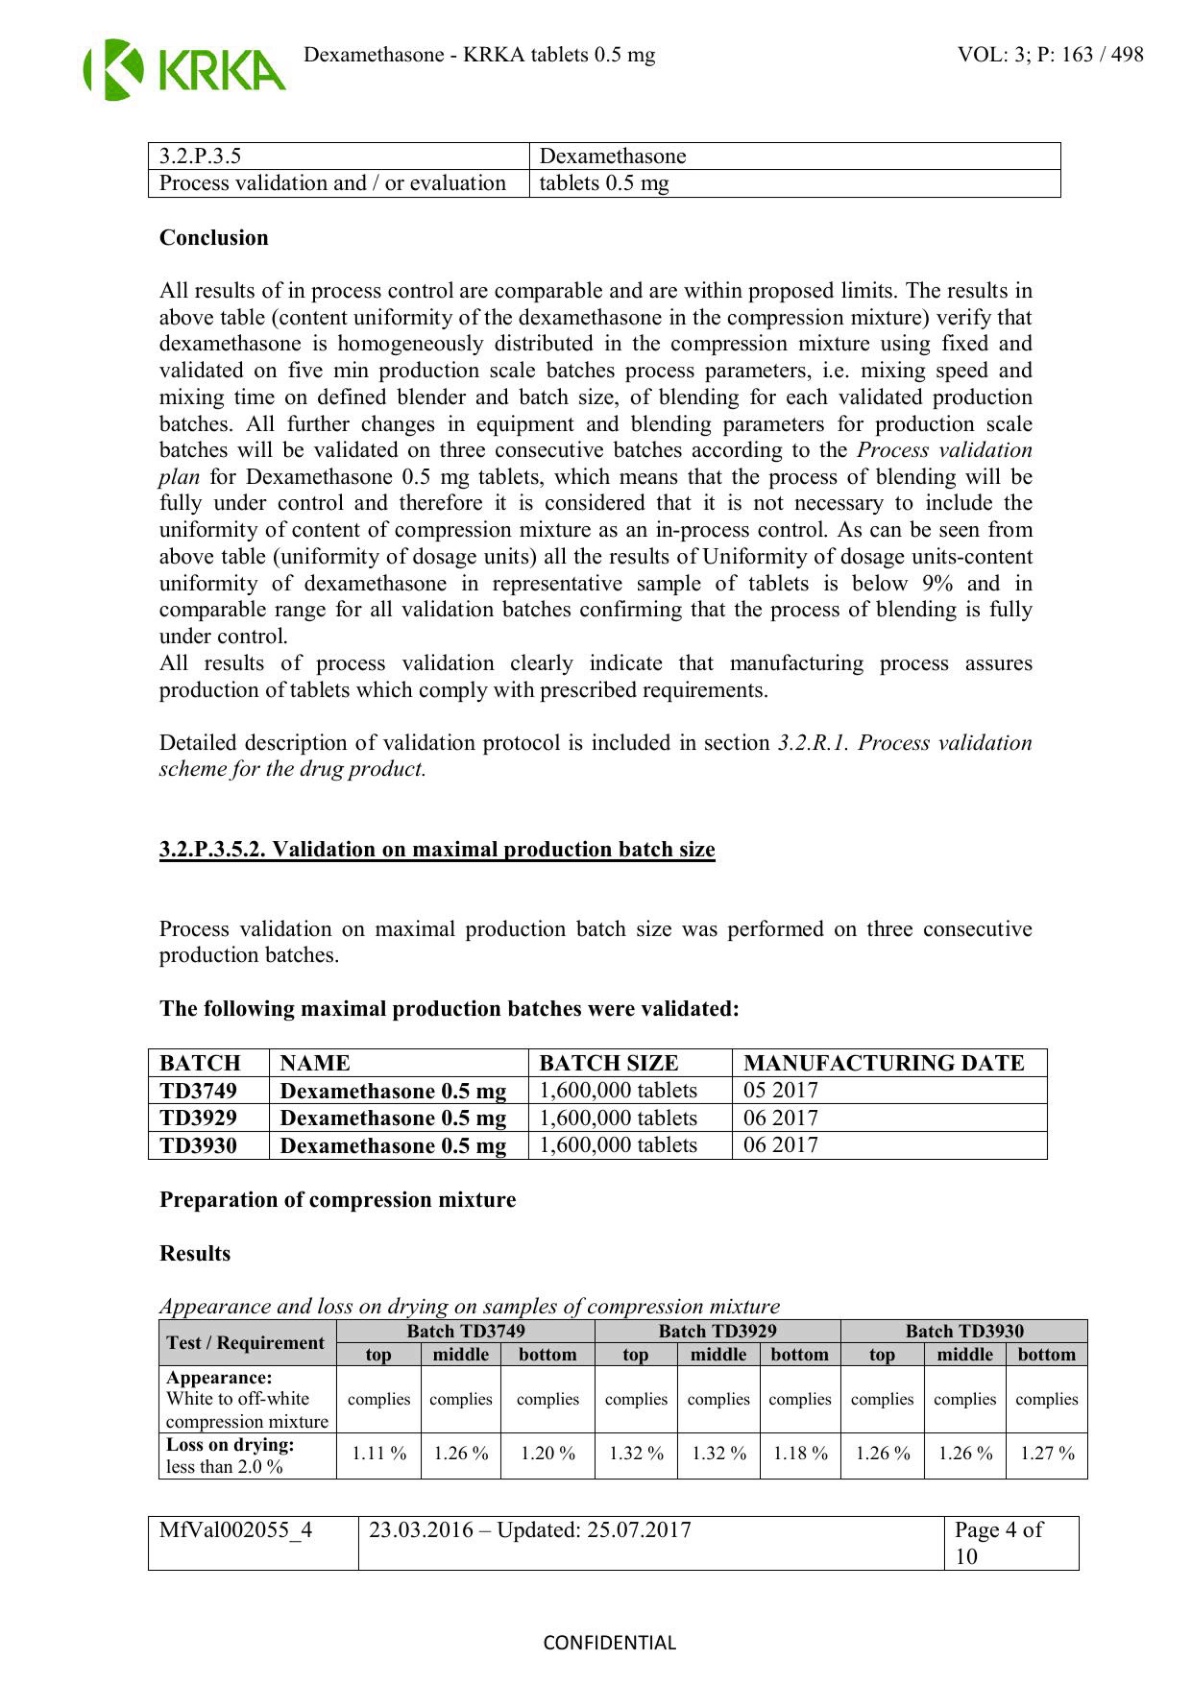 KRKA
Dexamethasone - KRKA tablets 0.5 mg
VOL: 3; P: 163 / 498
3.2.P.3.5 Dexamethasone
Process validation and / or evaluation tablets 0.5 mg
Conclusion
All results of in process control are comparable and are within proposed limits. The results in
above table (content uniformity of the dexamethasone in the compression mixture) verify that
dexamethasone is homogeneously distributed in the compression mixture using fixed and
validated on five min production scale batches process parameters, i.e. mixing speed and
mixing time on defined blender and batch size, of blending for each validated production
batches. All further changes in equipment and blending parameters for production scale
batches will be validated on three consecutive batches according to the Process validation
plan for Dexamethasone 0.5 mg tablets, which means that the process of blending will be
fully under control and therefore it is considered that it is not necessary to include the
uniformity of content of compression mixture as an in-process control. As can be seen from
above table (uniformity of dosage units) all the results of Uniformity of dosage units-content
uniformity of dexamethasone in representative sample of tablets is below 9% and in
comparable range for all validation batches confirming that the process of blending is fully
under control.
All results of process validation clearly indicate that manufacturing process assures
production of tablets which comply with prescribed requirements.
Detailed description of validation protocol is included in section 3.2.R.1. Process validation
scheme for the drug product.
3.2.P.3.5.2. Validation on maximal production batch size
Process validation on maximal production batch size was performed on three consecutive
production batches.
The following maximal production batches were validated:
BATCH NAME BATCH SIZE MANUFACTURING DATE
TD3749 Dexamethasone 0.5 mg 1,600,000 tablets 05 2017
TD3929 Dexamethasone 0.5 mg 1,600,000 tablets 06 2017
TD3930 Dexamethasone 0.5 mg 1,600,000 tablets 06 2017
Preparation of compression mixture
Results
Appearance and loss on drying on samples of compression mixture
Test / Requirement Batch TD3749 Batch TD3929 Batch TD3930
top middle bottom top middle bottom top middle bottom
Appearance:
White to off-white complies complies complies complies complies complies complies complies complies
compression mixture
Loss on drying: 1.11 % 1.26 % 1.20 % 1.32 % 1.32 % 1.18 % 1.26 % 1.26 % 1.27 %
less than 2.0 %
MfVal002055_4 23.03.2016 – Updated: 25.07.2017 Page 4 of
10
CONFIDENTIAL